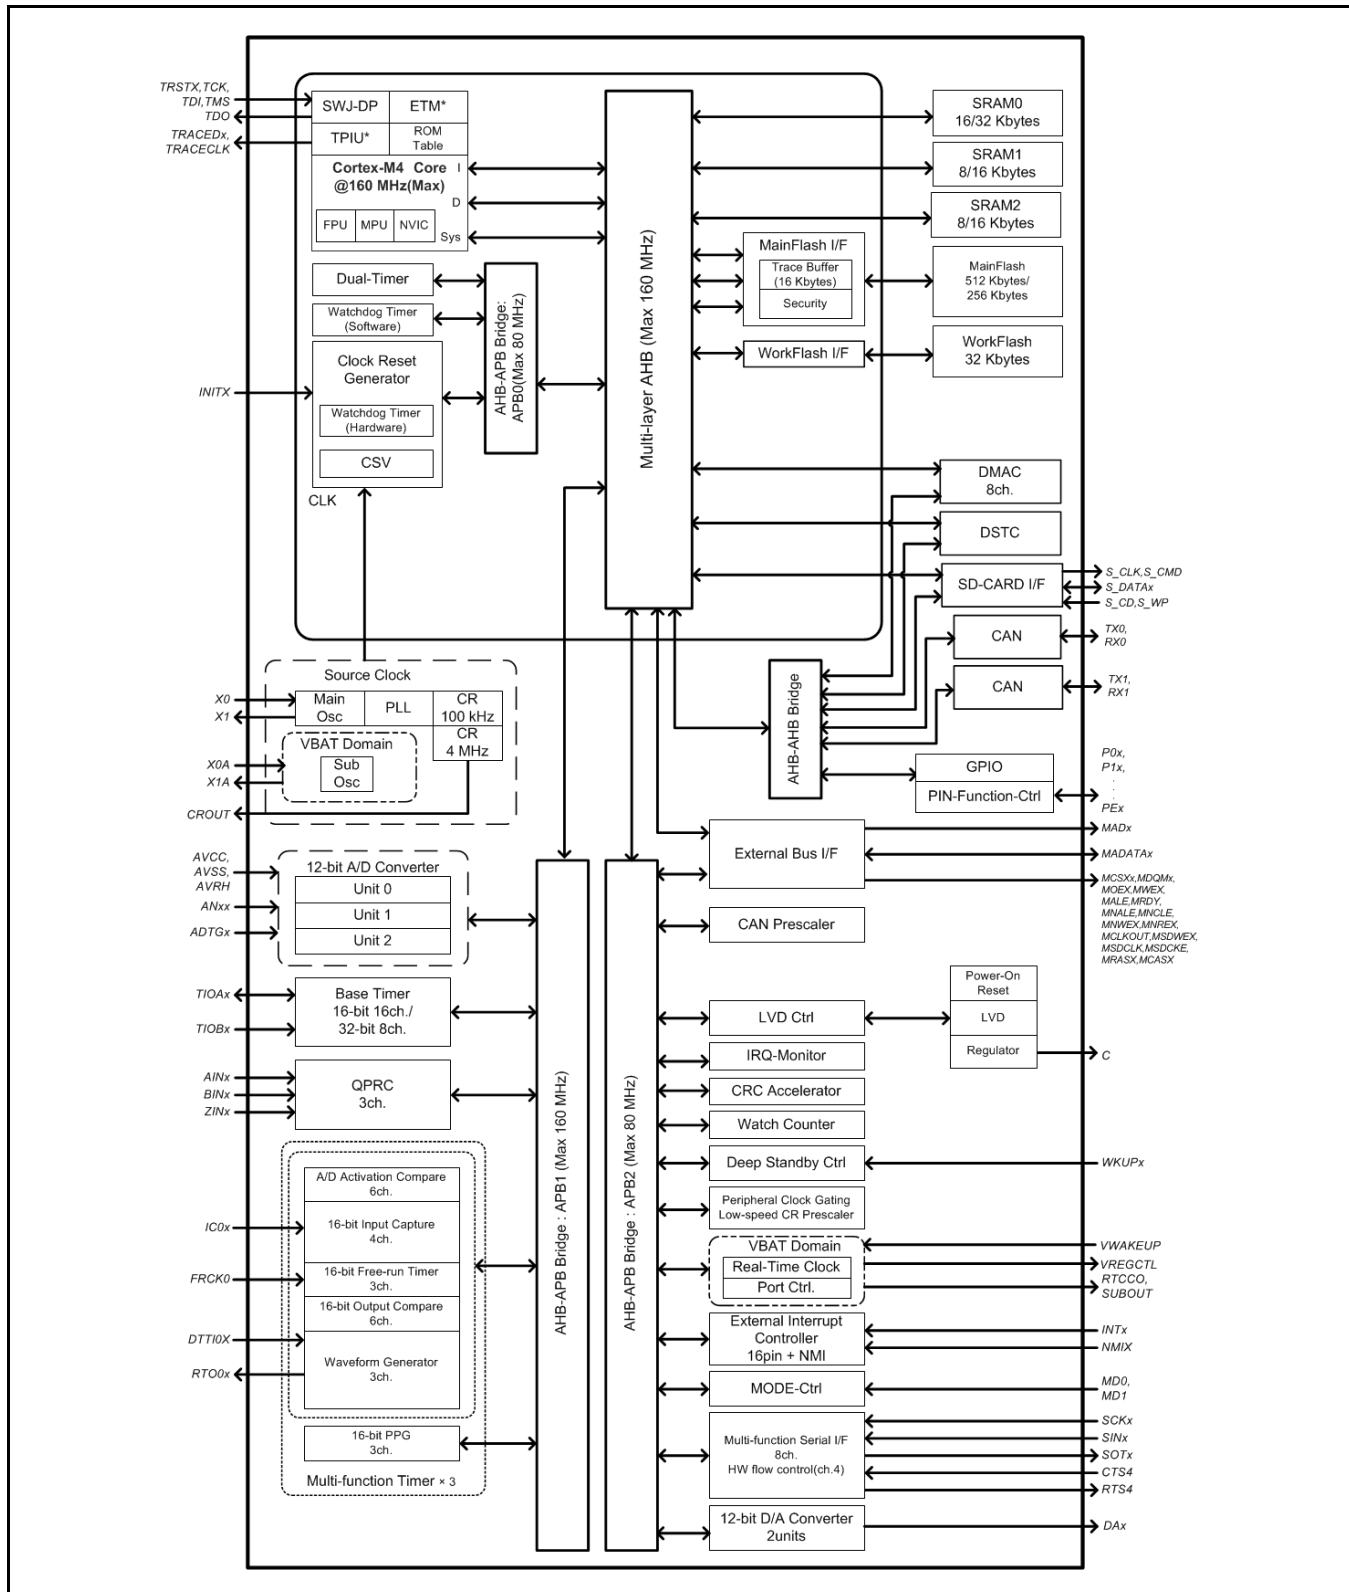 TRSTX,TCK,
TDI,TMS
TDO
TRACEDx,
TRACECLK
SWJ-DP
ETM*
TPIU*
ROM
Table
Cortex-M4 Core
@160 MHz(Max)
I
D
Sys
FPU
MPU
NVIC
Dual-Timer
Watchdog Timer
(Software)
INITX
Clock Reset
Generator
Watchdog Timer
(Hardware)
CSV
CLK
AHB-APB Bridge:
APB0(Max 80 MHz)
Multi-layer AHB (Max 160 MHz)
SRAM0
16/32 Kbytes
SRAM1
8/16 Kbytes
SRAM2
8/16 Kbytes
MainFlash I/F
Trace Buffer
(16 Kbytes)
Security
MainFlash
512 Kbytes/
256 Kbytes
WorkFlash I/F
WorkFlash
32 Kbytes
DMAC
8ch.
DSTC
SD-CARD I/F
S_CLK,S_CMD
S_DATAx
S_CD,S_WP
CAN
TX0,
RX0
CAN
TX1,
RX1
AHB-AHB Bridge
GPIO
PIN-Function-Ctrl
P0x,
P1x,
.
.
.
PEx
Source Clock
X0
X1
Main
Osc
PLL
CR
100 kHz
CR
4 MHz
VBAT Domain
Sub
Osc
X0A
X1A
CROUT
AVCC,
AVSS,
AVRH
ANxx
ADTGx
12-bit A/D Converter
Unit 0
Unit 1
Unit 2
TIOAx
TIOBx
Base Timer
16-bit 16ch./
32-bit 8ch.
AINx
BINx
ZINx
QPRC
3ch.
A/D Activation Compare
6ch.
IC0x
16-bit Input Capture
4ch.
FRCK0
16-bit Free-run Timer
3ch.
16-bit Output Compare
6ch.
DTTI0X
RTO0x
Waveform Generator
3ch.
16-bit PPG
3ch.
Multi-function Timer × 3
AHB-APB Bridge : APB1 (Max 160 MHz)
AHB-APB Bridge : APB2 (Max 80 MHz)
External Bus I/F
MADx
MADATAx
MCSXx,MDQMx,
MOEX,MWEX,
MALE,MRDY,
MNALE,MNCLE,
MNWEX,MNREX,
MCLKOUT,MSDWEX,
MSDCLK,MSDCKE,
MRASX,MCASX
CAN Prescaler
Power-On
Reset
LVD
Regulator
C
LVD Ctrl
IRQ-Monitor
CRC Accelerator
Watch Counter
Deep Standby Ctrl
WKUPx
Peripheral Clock Gating
Low-speed CR Prescaler
VBAT Domain
Real-Time Clock
Port Ctrl.
VWAKEUP
VREGCTL
RTCCO,
SUBOUT
External Interrupt
Controller
16pin + NMI
INTx
NMIX
MODE-Ctrl
MD0,
MD1
Multi-function Serial I/F
8ch.
HW flow control(ch.4)
SCKx
SINx
SOTx
CTS4
RTS4
12-bit D/A Converter
2units
DAx